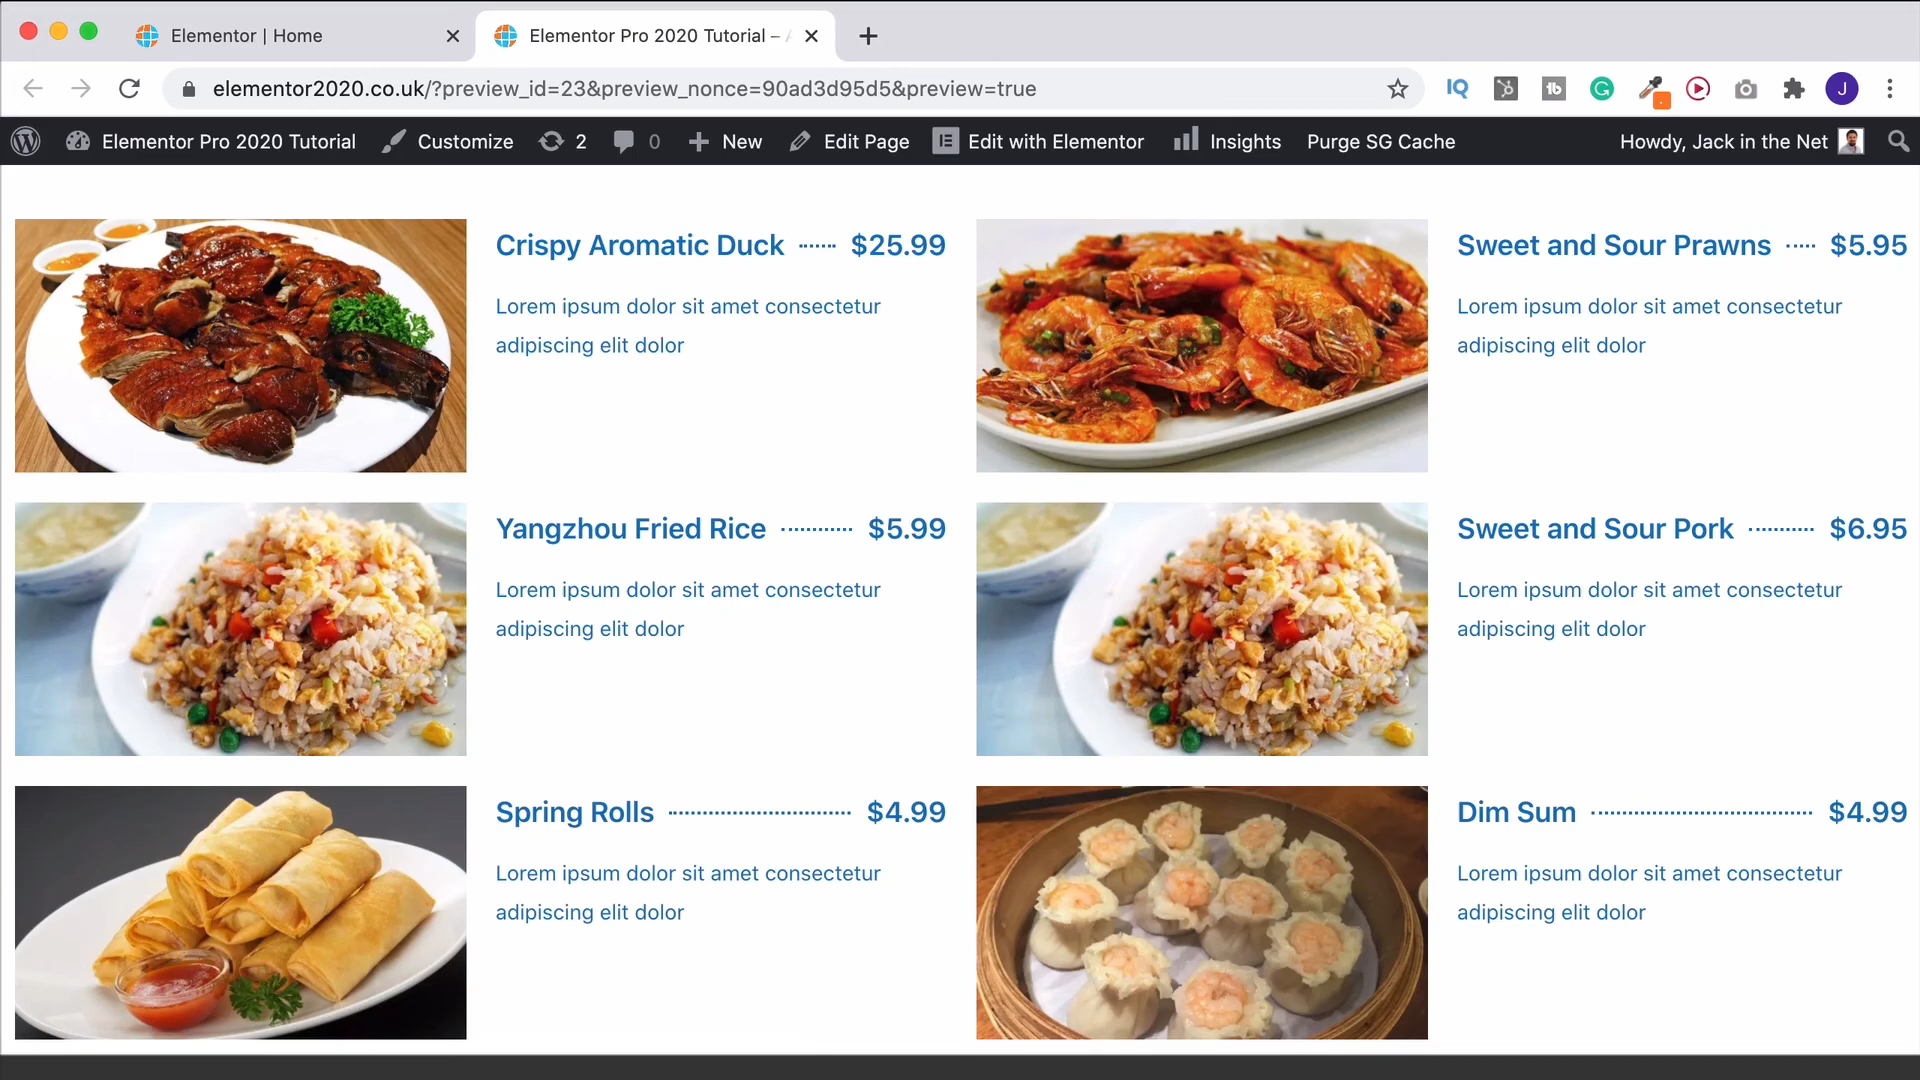 Elementor | Home
Elementor Pro 2020 Tutorial –
elementor2020.co.uk/?preview_id=23&preview_nonce=90ad3d95d5&preview=true
IQ
tb
J
Elementor Pro 2020 Tutorial
Customize
2
0
New
Edit Page
Edit with Elementor
Insights
Purge SG Cache
Howdy, Jack in the Net
Crispy Aromatic Duck $25.99
Lorem ipsum dolor sit amet consectetur
adipiscing elit dolor
Sweet and Sour Prawns $5.95
Lorem ipsum dolor sit amet consectetur
adipiscing elit dolor
Yangzhou Fried Rice $5.99
Lorem ipsum dolor sit amet consectetur
adipiscing elit dolor
Sweet and Sour Pork $6.95
Lorem ipsum dolor sit amet consectetur
adipiscing elit dolor
Spring Rolls $4.99
Lorem ipsum dolor sit amet consectetur
adipiscing elit dolor
Dim Sum $4.99
Lorem ipsum dolor sit amet consectetur
adipiscing elit dolor